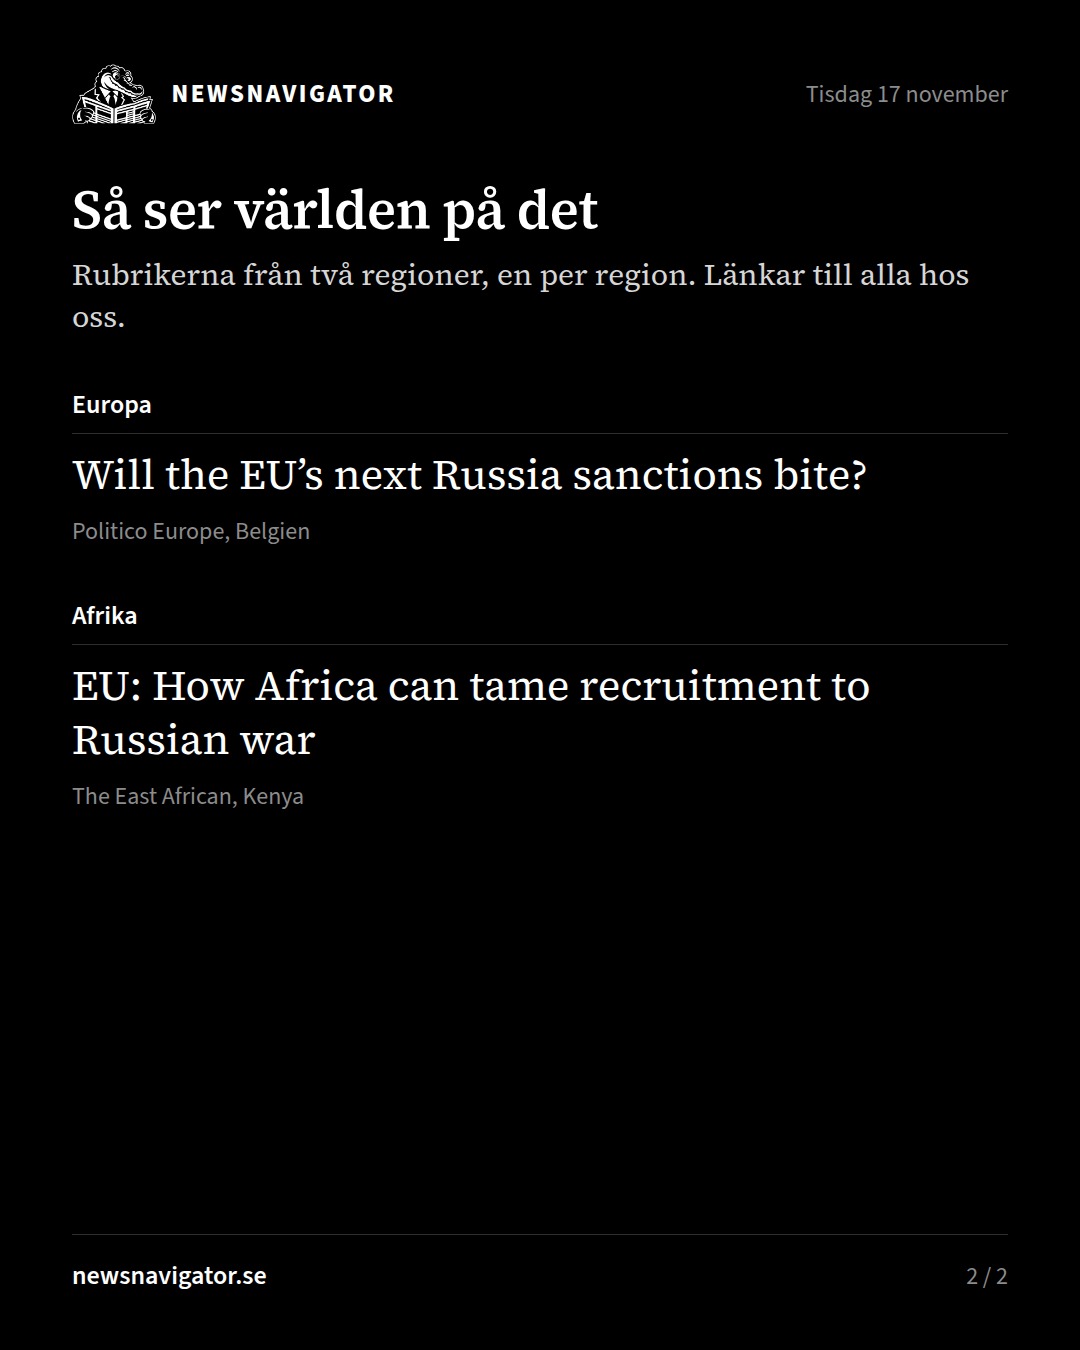 NEWSNAVIGATOR
Tisdag 17 november
Så ser världen på det
Rubrikerna från två regioner, en per region. Länkar till alla hos
oss.
Europa
Will the EU’s next Russia sanctions bite?
Politico Europe, Belgien
Afrika
EU: How Africa can tame recruitment to
Russian war
The East African, Kenya
newsnavigator.se
2 / 2